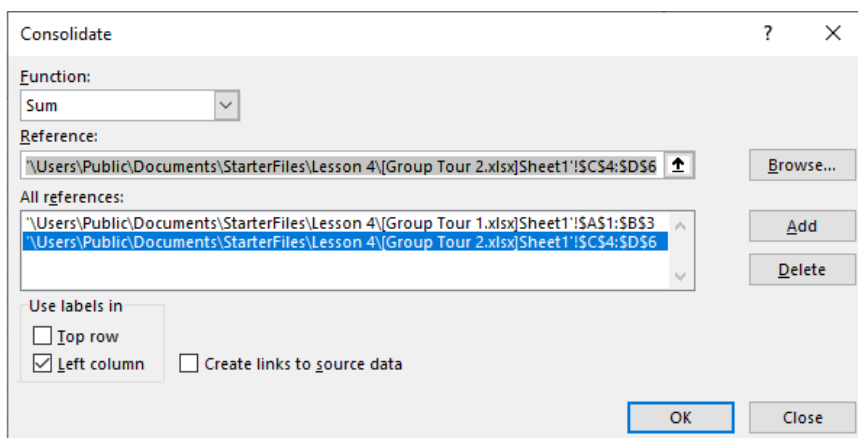 Consolidate ?
Function:
Sum
Reference:
'\Users\Public\Documents\StarterFiles\Lesson 4\[Group Tour 2.xlsx]Sheet1'!$C$4:$D$6
Browse...
All references:
'\Users\Public\Documents\StarterFiles\Lesson 4\[Group Tour 1.xlsx]Sheet1'!$A$1:$B$3
'\Users\Public\Documents\StarterFiles\Lesson 4\[Group Tour 2.xlsx]Sheet1'!$C$4:$D$6
Add
Delete
Use labels in
Top row
Left column
Create links to source data
OK
Close